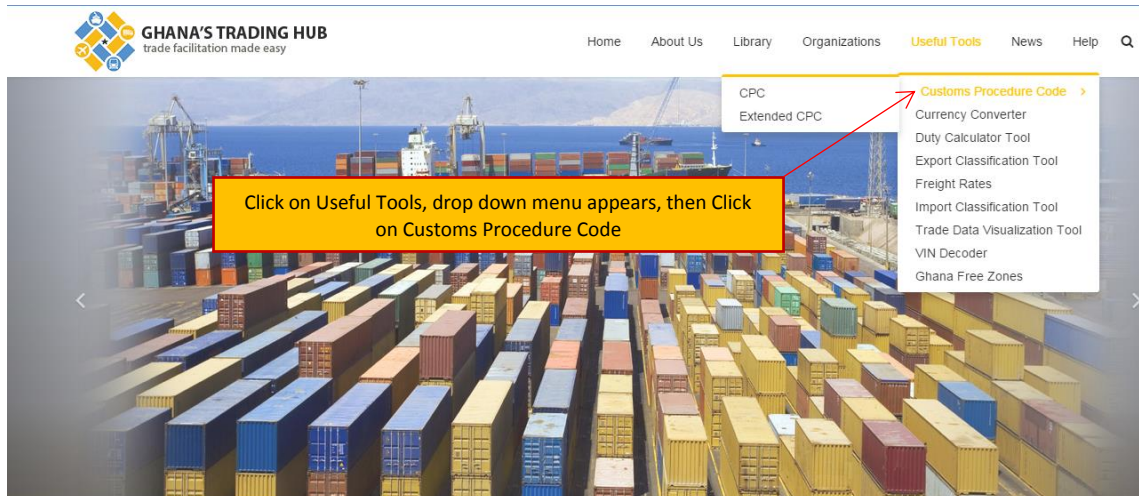 GHANA'S TRADING HUB
trade facilitation made easy
Home About Us Library Organizations Useful Tools News Help
CPC
Extended CPC
Customs Procedure Code >
Currency Converter
Duty Calculator Tool
Export Classification Tool
Freight Rates
Import Classification Tool
Trade Data Visualization Tool
VIN Decoder
Ghana Free Zones
Click on Useful Tools, drop down menu appears, then Click
on Customs Procedure Code